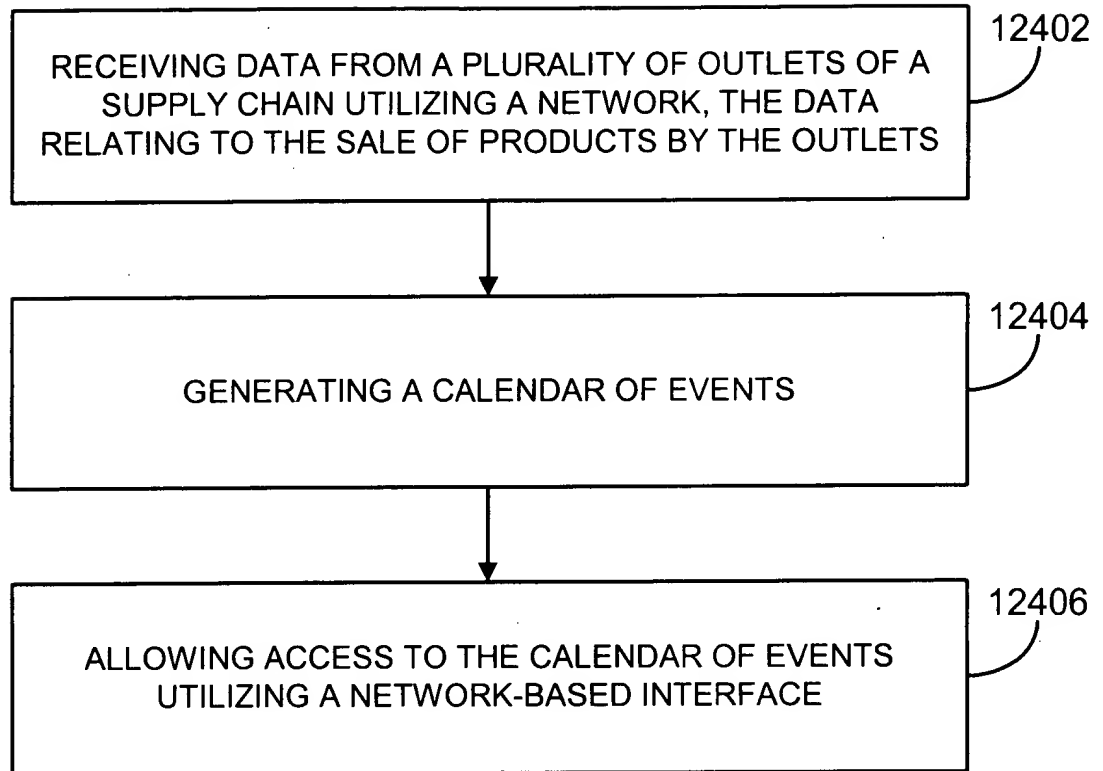 12402
RECEIVING DATA FROM A PLURALITY OF OUTLETS OF A
SUPPLY CHAIN UTILIZING A NETWORK, THE DATA
RELATING TO THE SALE OF PRODUCTS BY THE OUTLETS
12404
GENERATING A CALENDAR OF EVENTS
12406
ALLOWING ACCESS TO THE CALENDAR OF EVENTS
UTILIZING A NETWORK-BASED INTERFACE